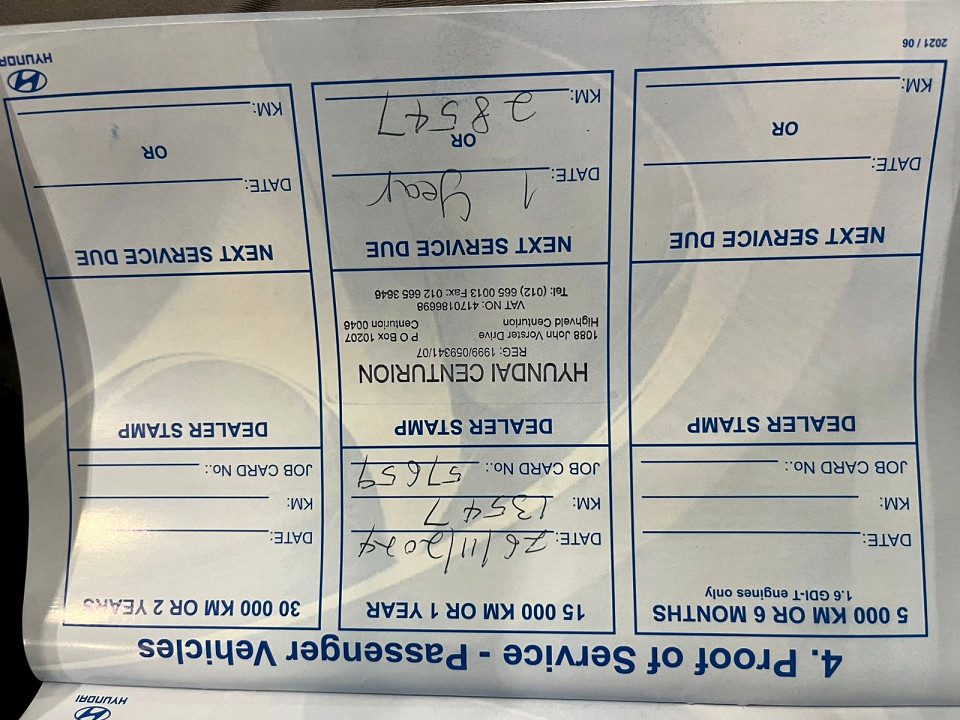 4. Proof of Service - Passenger Vehicles
5 000 KM OR 6 MONTHS
1.6 GDI-T engines only
DATE:
KM:
JOB CARD No.:
DEALER STAMP
NEXT SERVICE DUE
DATE:
OR
KM:
15 000 KM OR 1 YEAR
DATE: 26/11/2024
KM: 13547
JOB CARD No.: 57659
DEALER STAMP
HYUNDAI CENTURION
REG: 1999/059341/07
1088 John Vorster Drive P O Box 10207
Highveld Centurion Centurion 0046
VAT NO: 4170186698
Tel: (012) 665 0013 Fax: 012 665 3646
NEXT SERVICE DUE
DATE: 1 Year
OR
KM: 28547
30 000 KM OR 2 YEARS
DATE:
KM:
JOB CARD No.:
DEALER STAMP
NEXT SERVICE DUE
DATE:
OR
KM:
2021 / 06
HYUNDAI
HYUNDAI